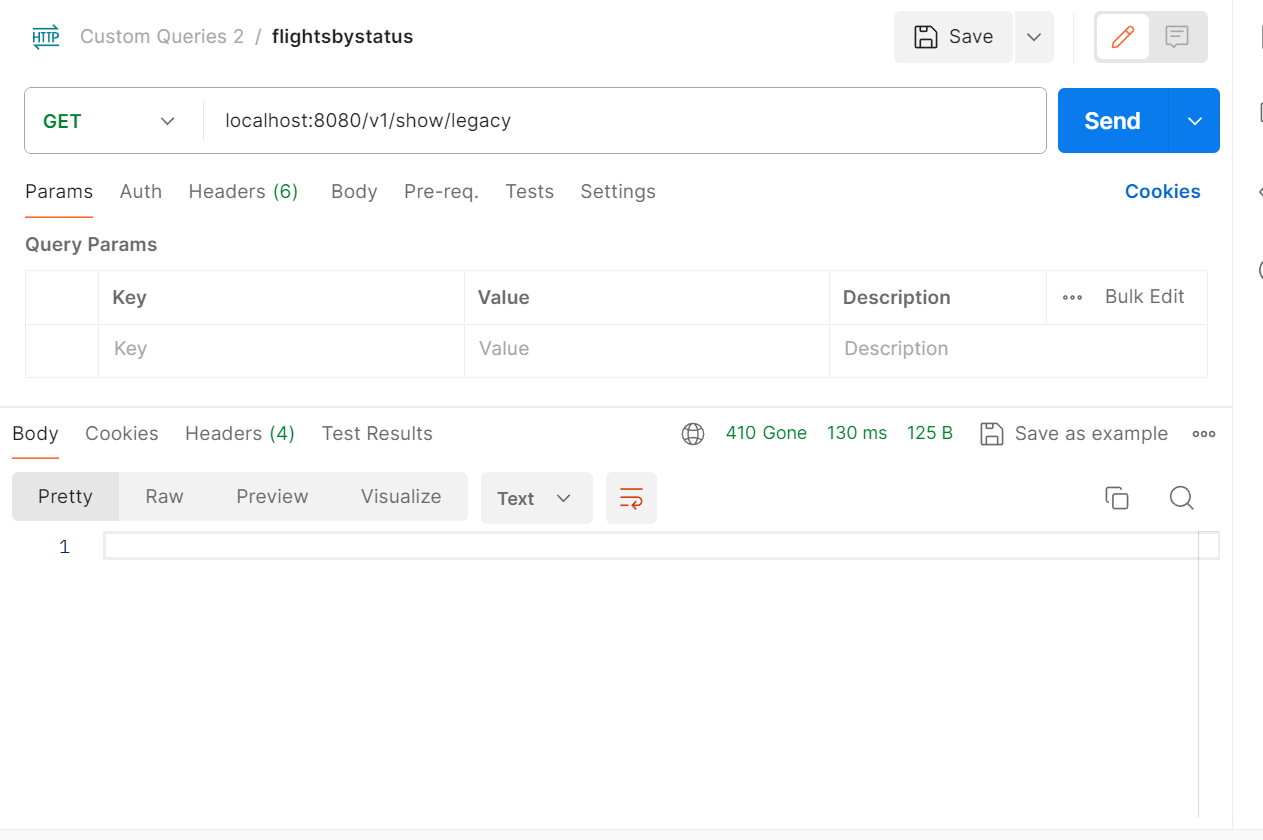 HTTP Custom Queries 2 / flightsbystatus Save
GET localhost:8080/v1/show/legacy Send
Params Auth Headers (6) Body Pre-req. Tests Settings Cookies
Query Params
Key Value Description Bulk Edit
Key Value Description
Body Cookies Headers (4) Test Results 410 Gone 130 ms 125 B Save as example
Pretty Raw Preview Visualize Text
1